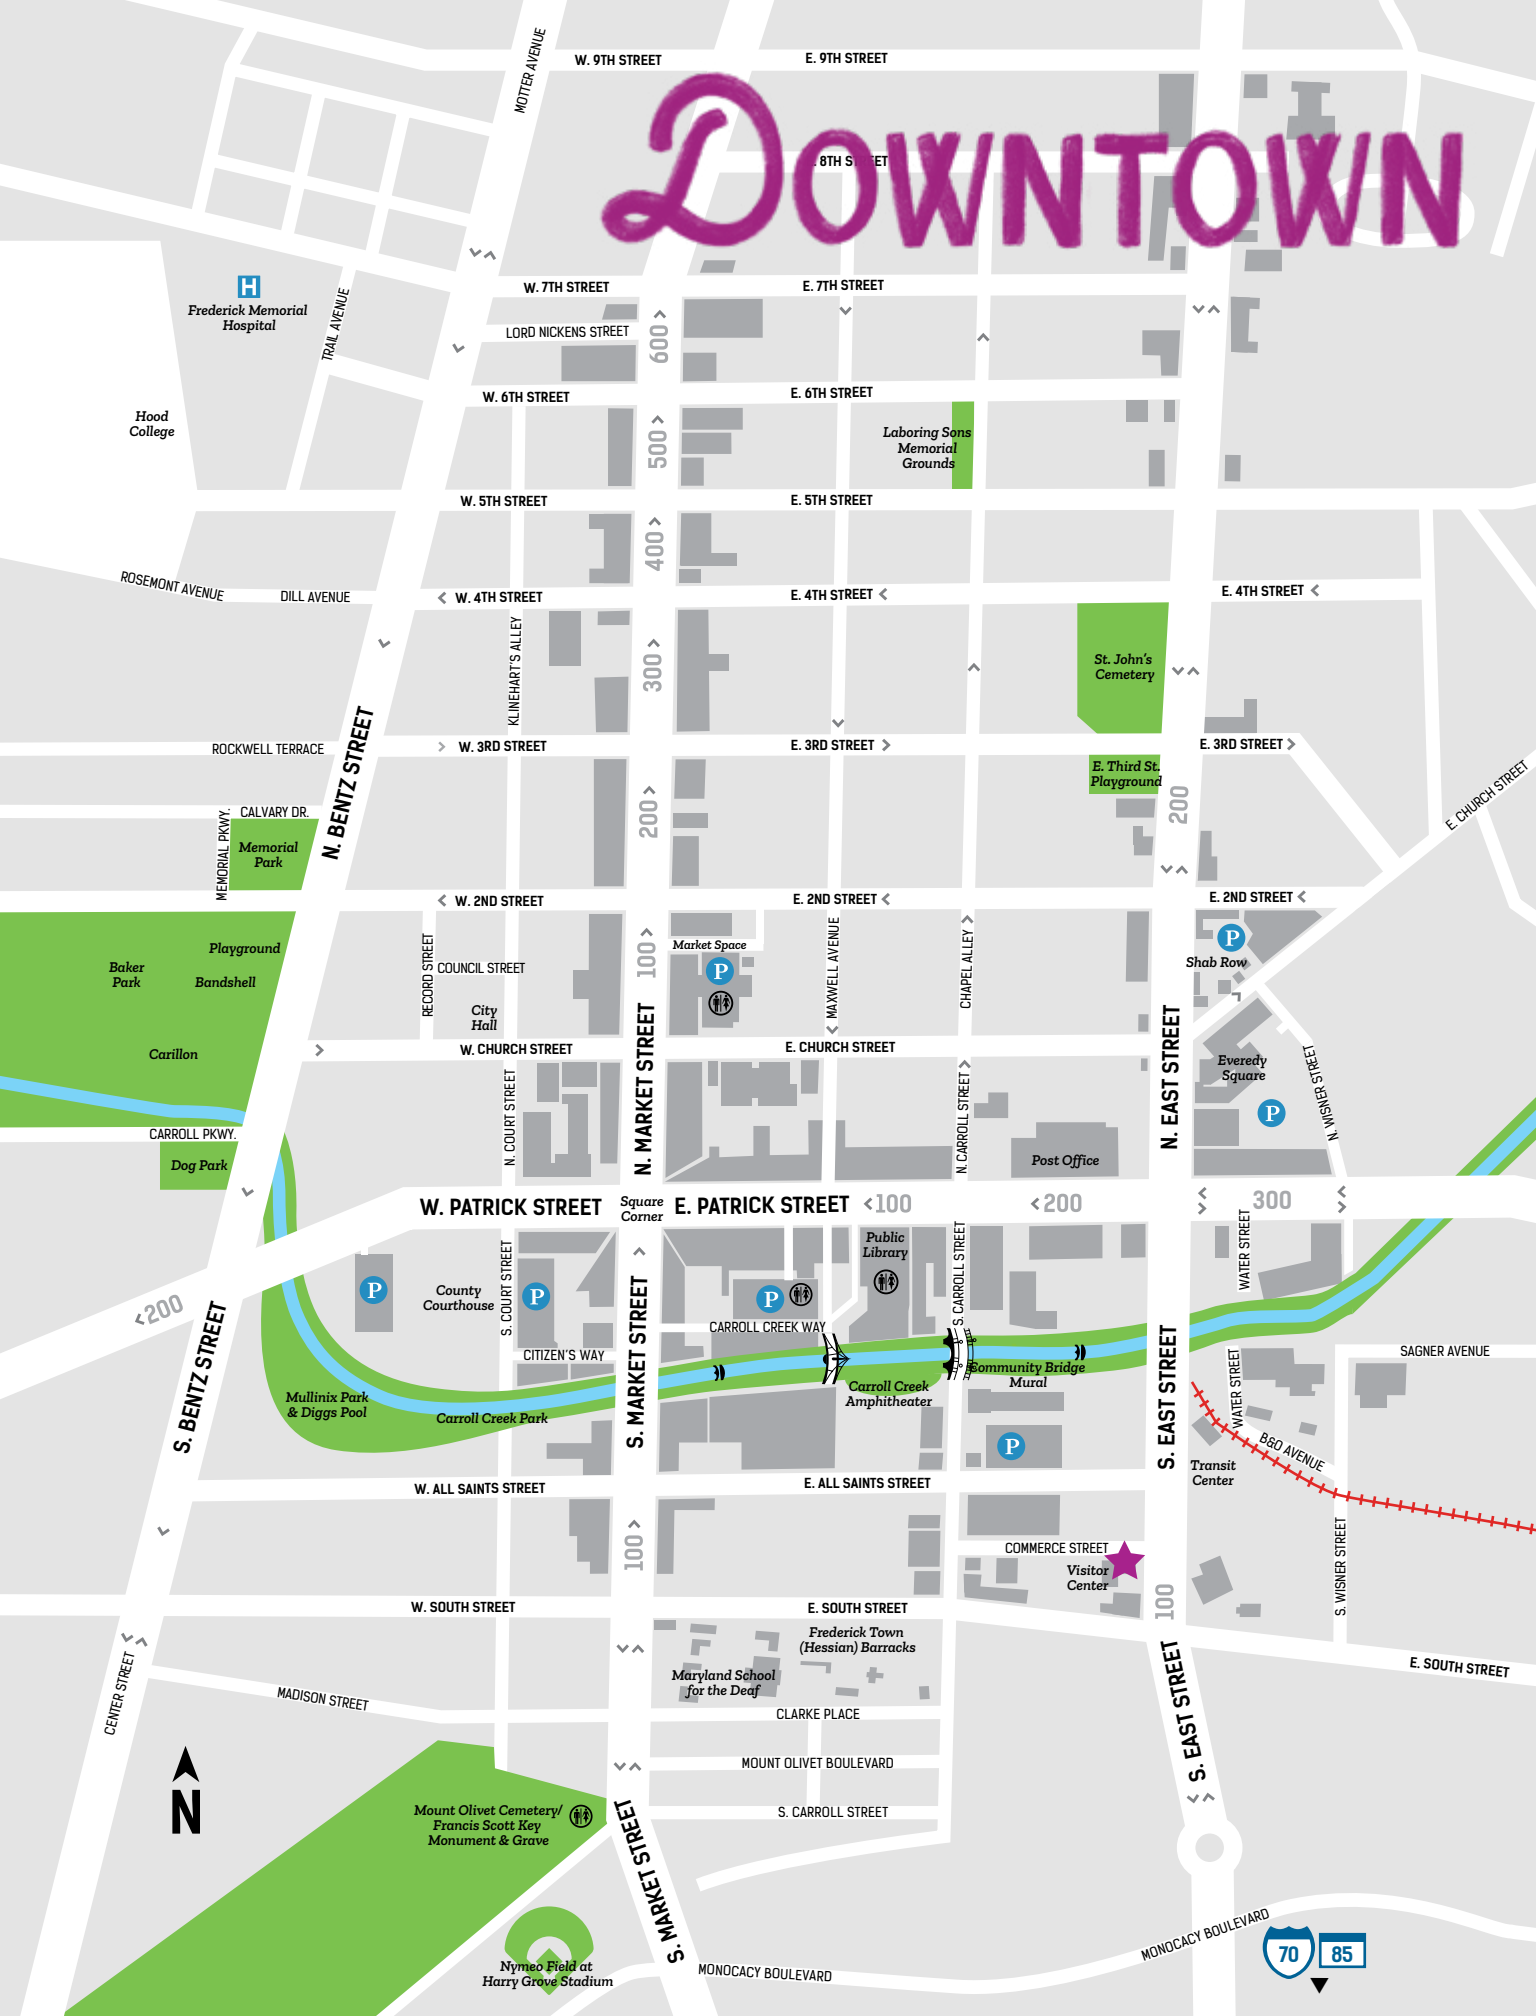 MOTTER AVENUE
W. 9TH STREET
E. 9TH STREET
DOWNTOWN
8TH STREET
H
Frederick Memorial
Hospital
TRAIL AVENUE
W. 7TH STREET
E. 7TH STREET
LORD NICKENS STREET
600
Hood
College
W. 6TH STREET
E. 6TH STREET
500
Laboring Sons
Memorial
Grounds
W. 5TH STREET
E. 5TH STREET
400
ROSEMONT AVENUE
DILL AVENUE
W. 4TH STREET
E. 4TH STREET
E. 4TH STREET
KLINEHART'S ALLEY
300
St. John's
Cemetery
ROCKWELL TERRACE
N. BENTZ STREET
W. 3RD STREET
E. 3RD STREET
E. 3RD STREET
E. Third St.
Playground
200
200
E. CHURCH STREET
CALVARY DR.
MEMORIAL PKWY.
Memorial
Park
W. 2ND STREET
E. 2ND STREET
E. 2ND STREET
Playground
Baker
Park
Bandshell
Carillon
RECORD STREET
COUNCIL STREET
City
Hall
100
Market Space
P
MAXWELL AVENUE
CHAPEL ALLEY
P
Shab Row
W. CHURCH STREET
E. CHURCH STREET
N. MARKET STREET
N. EAST STREET
Everedy
Square
P
N. WISNER STREET
N. COURT STREET
N. CARROLL STREET
Post Office
CARROLL PKWY.
Dog Park
W. PATRICK STREET
Square
Corner
E. PATRICK STREET
100
200
300
200
P
County
Courthouse
S. COURT STREET
P
P
Public
Library
S. CARROLL STREET
WATER STREET
S. BENTZ STREET
S. MARKET STREET
CARROLL CREEK WAY
CITIZEN'S WAY
S. EAST STREET
SAGNER AVENUE
WATER STREET
Community Bridge
Mural
Carroll Creek
Amphitheater
Mullinix Park
& Diggs Pool
Carroll Creek Park
P
B&O AVENUE
Transit
Center
W. ALL SAINTS STREET
E. ALL SAINTS STREET
100
COMMERCE STREET
Visitor
Center
100
S. WISNER STREET
W. SOUTH STREET
E. SOUTH STREET
Frederick Town
(Hessian) Barracks
Maryland School
for the Deaf
E. SOUTH STREET
CENTER STREET
MADISON STREET
CLARKE PLACE
S. EAST STREET
MOUNT OLIVET BOULEVARD
S. CARROLL STREET
N
Mount Olivet Cemetery/
Francis Scott Key
Monument & Grave
S. MARKET STREET
Nymeo Field at
Harry Grove Stadium
MONOCACY BOULEVARD
MONOCACY BOULEVARD
70
85